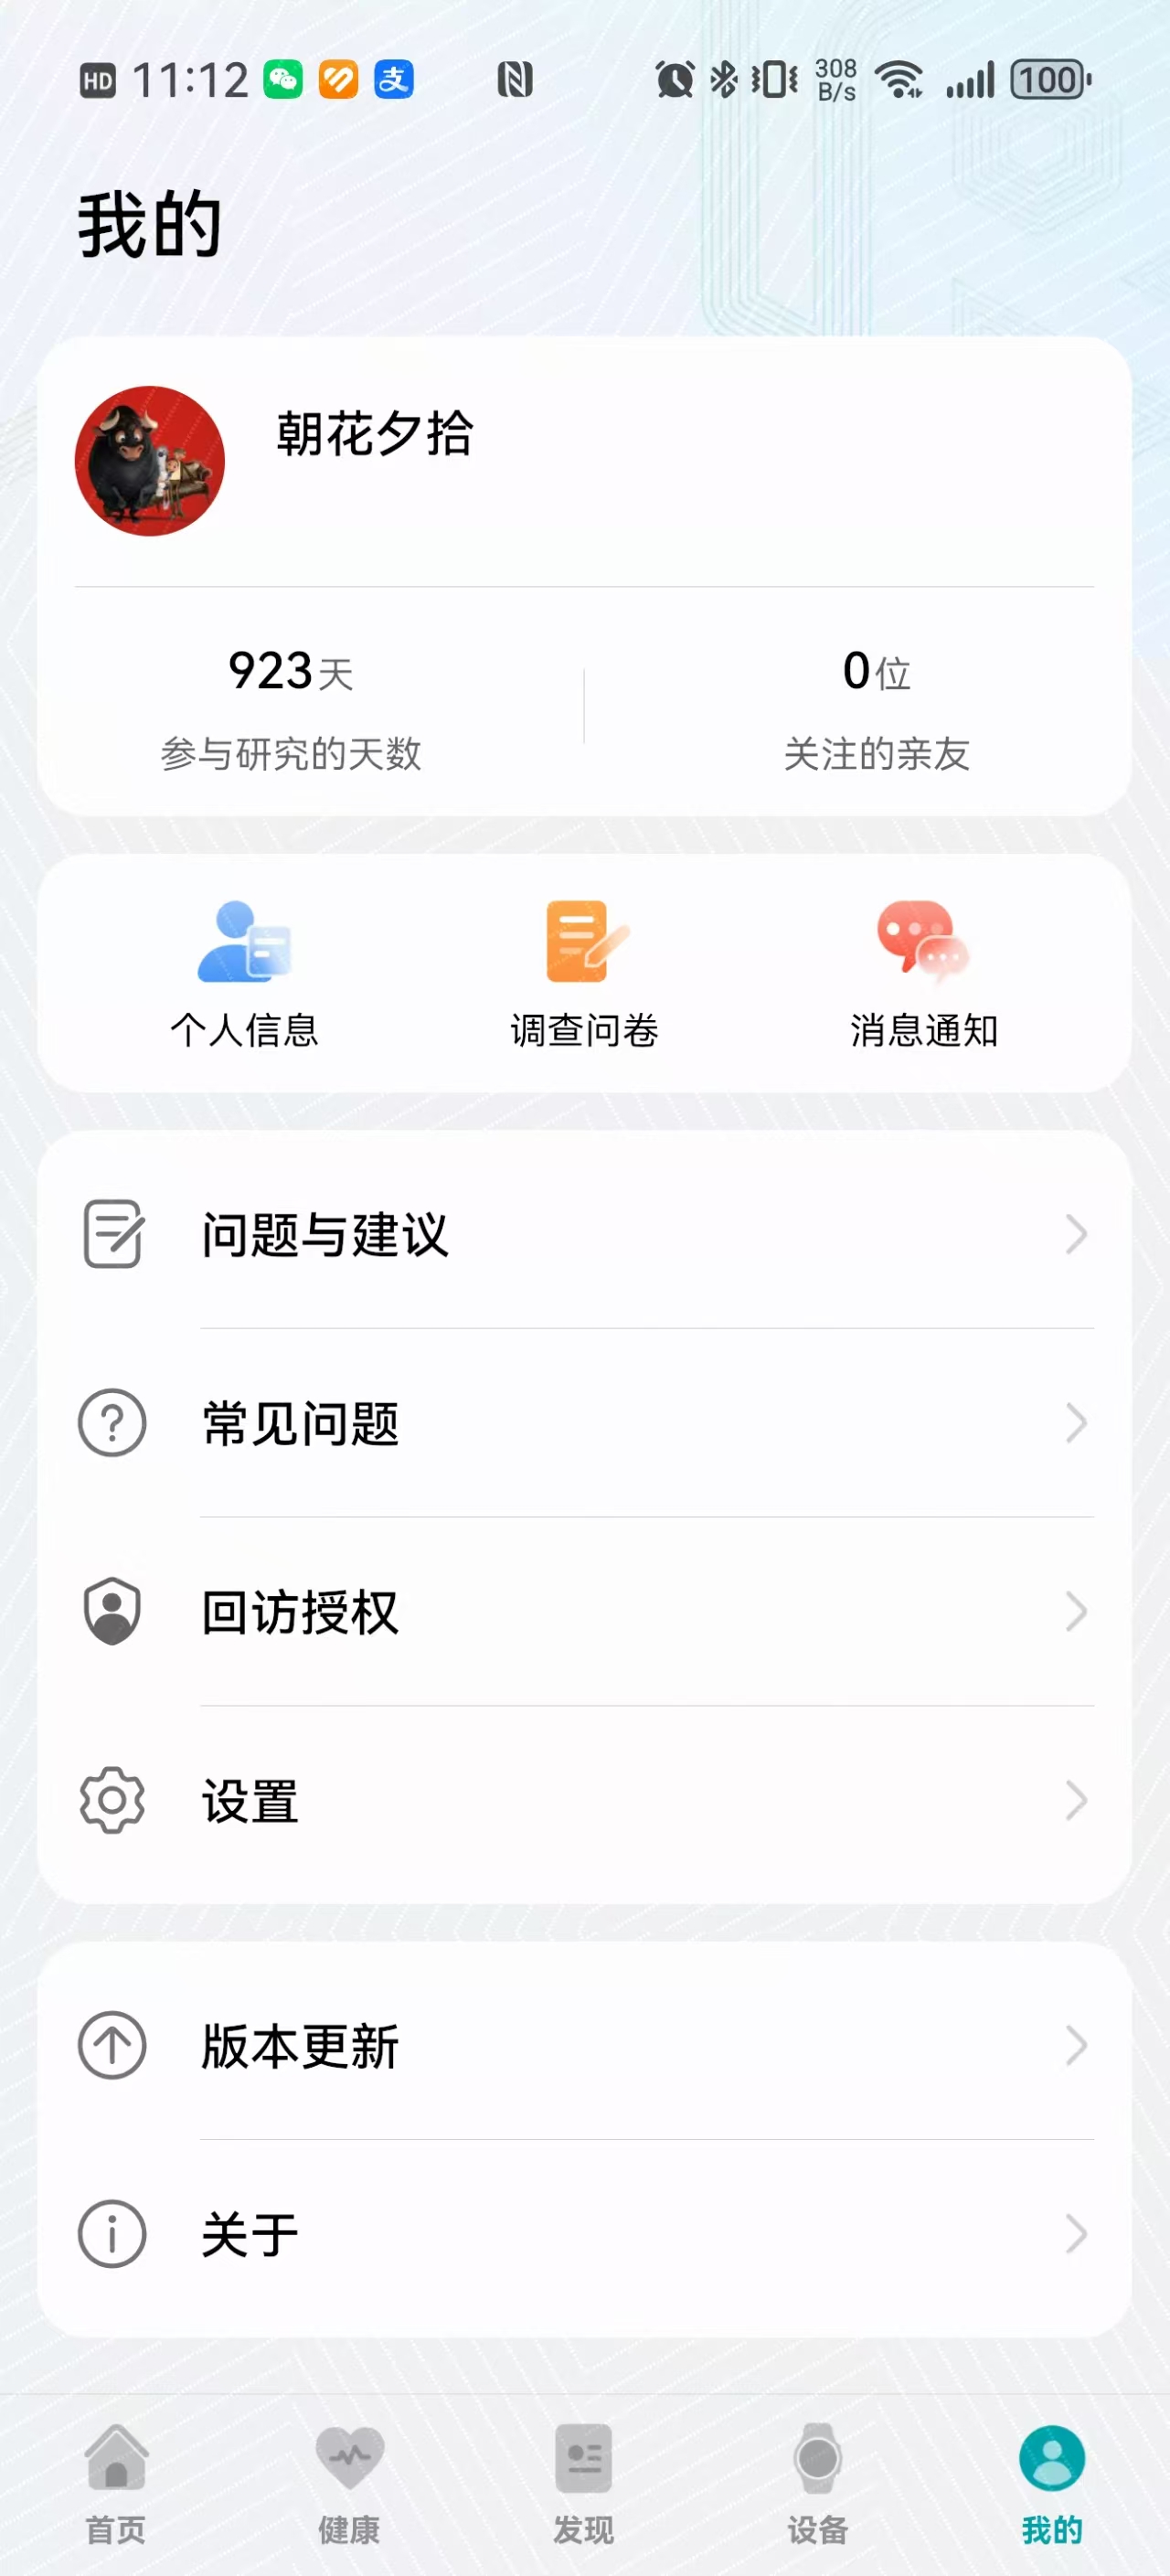 HD 11:12 支 308 B/s 100
我的
朝花夕拾
923天 0位
参与研究的天数 关注的亲友
个人信息 调查问卷 消息通知
问题与建议
常见问题
回访授权
设置
版本更新
关于
首页 健康 发现 设备 我的